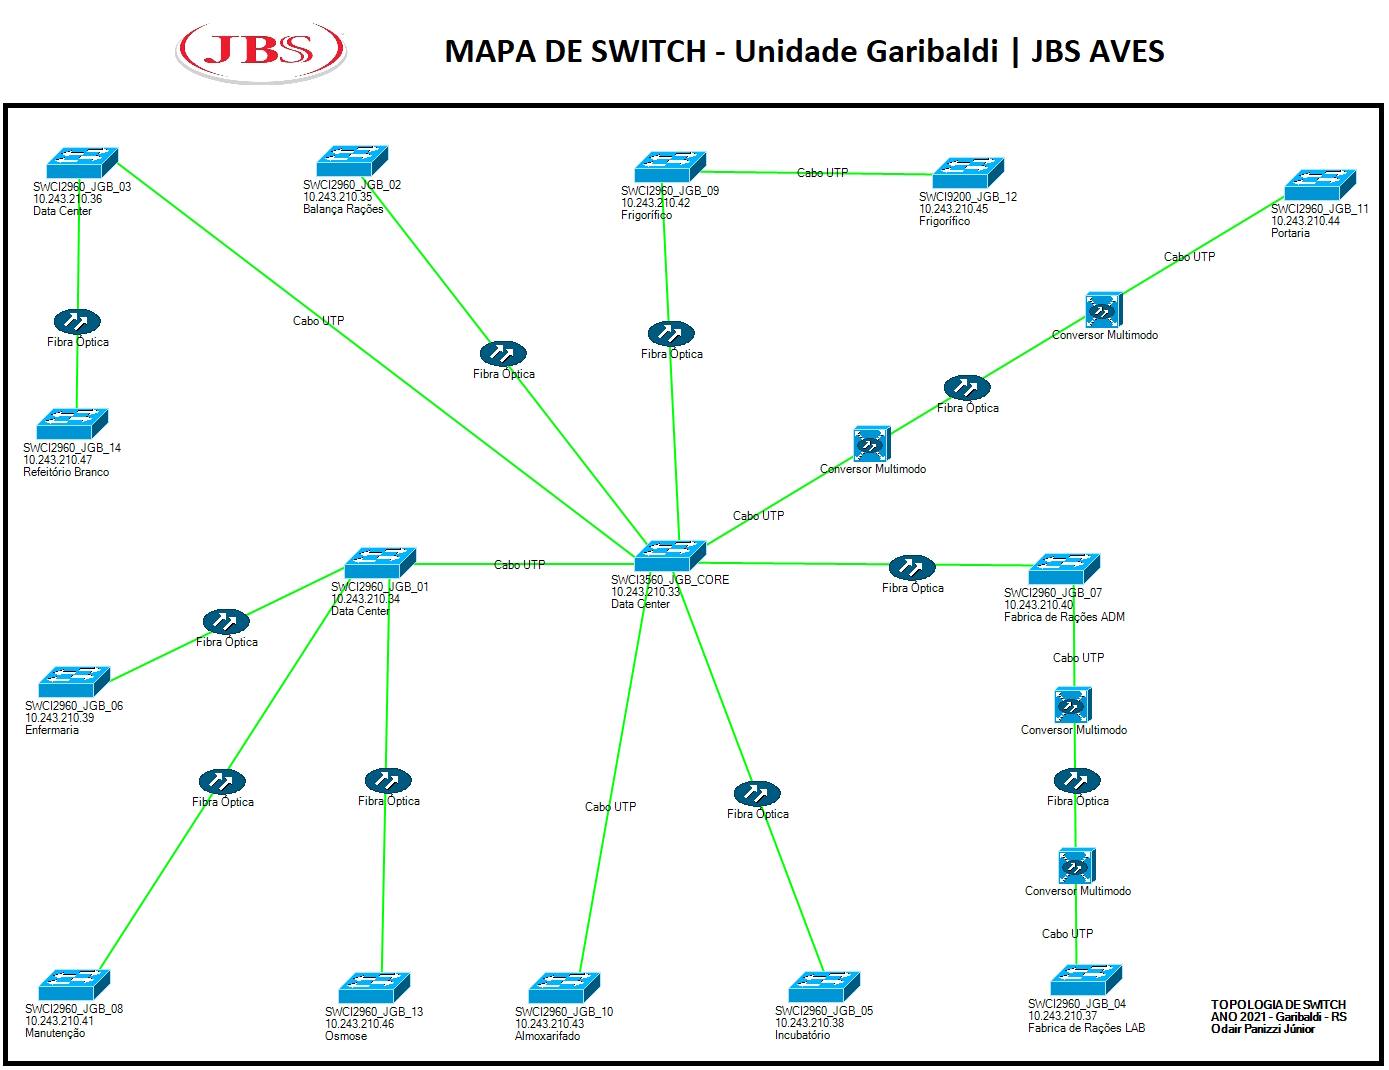 JBS
MAPA DE SWITCH - Unidade Garibaldi | JBS AVES
SWCI2960_JGB_03
10.243.210.36
Data Center
SWCI2960_JGB_02
10.243.210.35
Balança Rações
SWCI2960_JGB_09
10.243.210.42
Frigorífico
Cabo UTP
SWCI9200_JGB_12
10.243.210.45
Frigorífico
SWCI2960_JGB_11
10.243.210.44
Portaria
Cabo UTP
Fibra Óptica
Cabo UTP
Fibra Óptica
Fibra Óptica
Conversor Multimodo
Fibra Óptica
Conversor Multimodo
Cabo UTP
SWCI2960_JGB_14
10.243.210.47
Refeitório Branco
SWCI2960_JGB_01
10.243.210.34
Data Center
Cabo UTP
SWCI3560_JGB_CORE
10.243.210.33
Data Center
Fibra Óptica
SWCI2960_JGB_07
10.243.210.40
Fabrica de Rações ADM
Fibra Óptica
Cabo UTP
SWCI2960_JGB_06
10.243.210.39
Enfermaria
Conversor Multimodo
Fibra Óptica
Fibra Óptica
Cabo UTP
Fibra Óptica
Fibra Óptica
Conversor Multimodo
Cabo UTP
SWCI2960_JGB_08
10.243.210.41
Manutenção
SWCI2960_JGB_13
10.243.210.46
Osmose
SWCI2960_JGB_10
10.243.210.43
Almoxarifado
SWCI2960_JGB_05
10.243.210.38
Incubatório
SWCI2960_JGB_04
10.243.210.37
Fabrica de Rações LAB
TOPOLOGIA DE SWITCH
ANO 2021 - Garibaldi - RS
Odair Panizzi Júnior